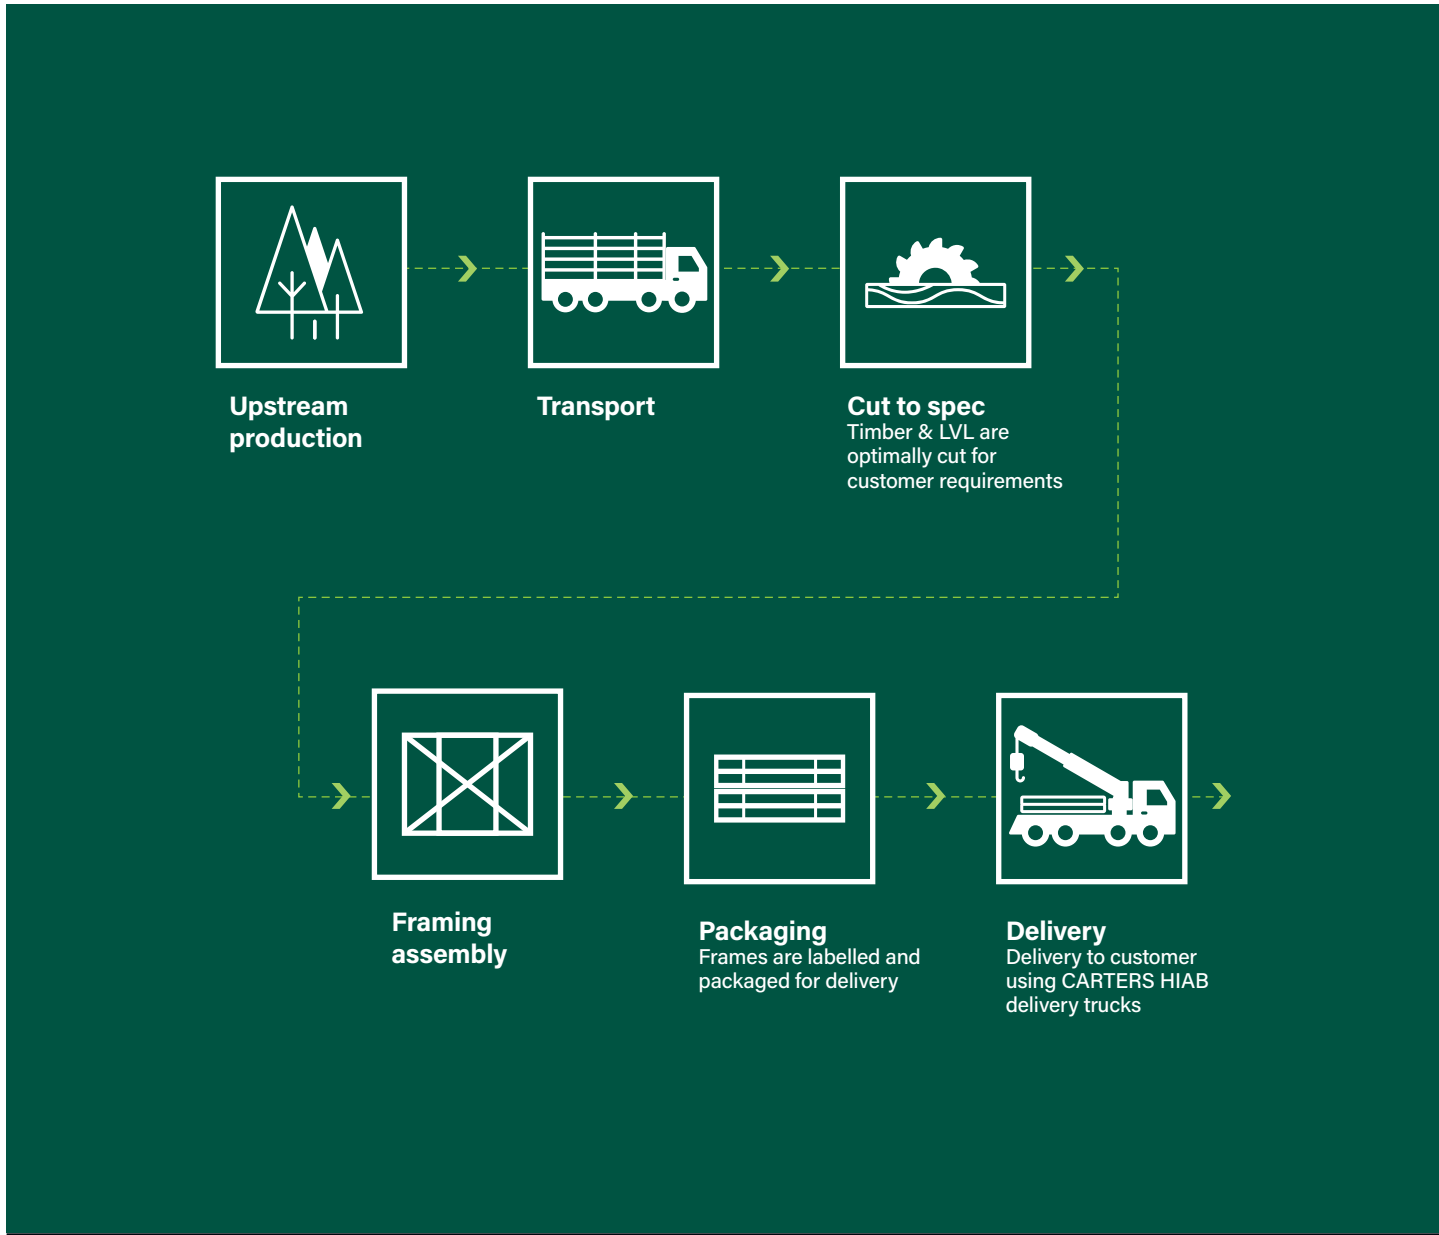 Upstream
production
Transport
Cut to spec
Timber & LVL are
optimally cut for
customer requirements
Framing
assembly
Packaging
Frames are labelled and
packaged for delivery
Delivery
Delivery to customer
using CARTERS HIAB
delivery trucks